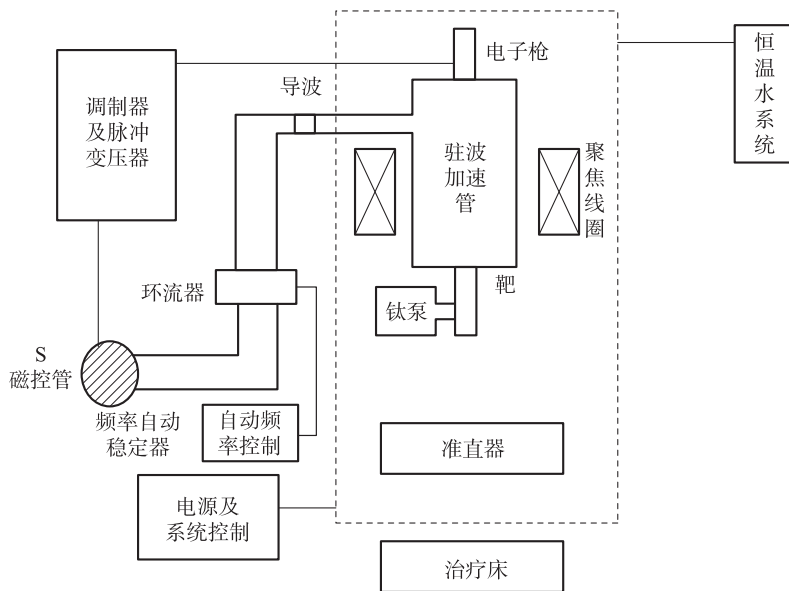 电子枪
恒
温
水
系
统
导波
调制器
及脉冲
变压器
驻波
加速
管
聚
焦
线
圈
环流器
靶
钛泵
S
磁控管
频率自动
稳定器
自动频
率控制
准直器
电源及
系统控制
治疗床